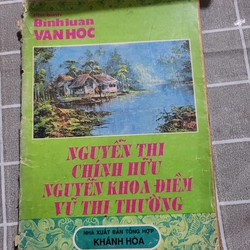 Bình luận
VĂN HỌC
NGUYỄN THI
CHÍNH HỮU
NGUYỄN KHOA ĐIỀM
VŨ THỊ THƯỜNG
NHÀ XUẤT BẢN TỔNG HỢP
KHÁNH HÒA